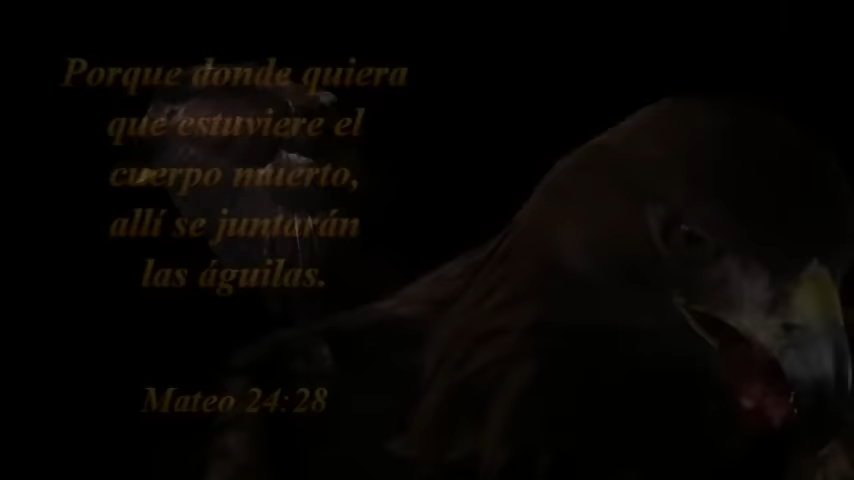 Porque donde quiera
que estuviere el
cuerpo muerto,
allí se juntarán
las águilas.
Mateo 24:28